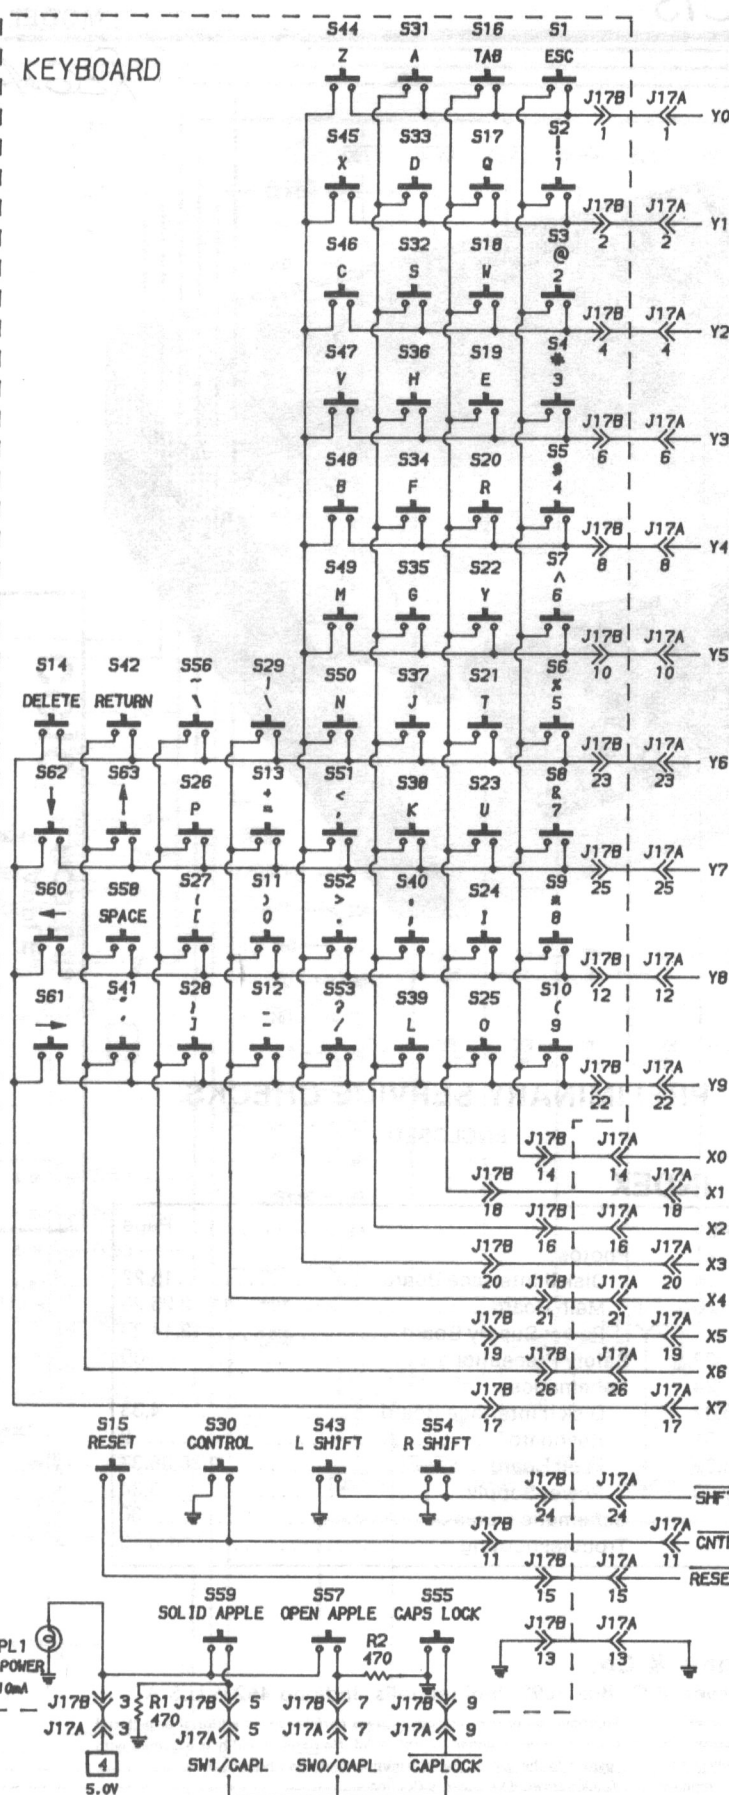 S44 S31 S16 S1
KEYBOARD
Z A TAB ESC
J17B J17A
1 1 Y0
S45 S33 S17 S2
X D Q ! 1
J17B J17A
2 2 Y1
S46 S32 S18 S3
C S W @ 2
J17B J17A
4 4 Y2
S47 S36 S19 S4
V H E # 3
J17B J17A
6 6 Y3
S48 S34 S20 S5
B F R $ 4
J17B J17A
8 8 Y4
S49 S35 S22 S7
M G Y ^ 6
J17B J17A
10 10 Y5
S14 S42 S56 S29 S50 S37 S21 S6
DELETE RETURN ~ \ | \ N J T % 5
J17B J17A
23 23 Y6
S62 S63 S26 S13 S51 S38 S23 S8
↓ ↑ P + = < , K U & 7
J17B J17A
25 25 Y7
S60 S58 S27 S11 S52 S40 S24 S9
← SPACE { [ ) 0 > . : ; I * 8
J17B J17A
12 12 Y8
S61 S41 S28 S12 S53 S39 S25 S10
→ " ' } ] _ - ? / L O ( 9
J17B J17A
22 22 Y9
J17B J17A
14 14 X0
J17B J17A
18 18 X1
J17B J17A
16 16 X2
J17B J17A
20 20 X3
J17B J17A
21 21 X4
J17B J17A
19 19 X5
J17B J17A
26 26 X6
J17B J17A
17 17 X7
S15 S30 S43 S54
RESET CONTROL L SHIFT R SHIFT
J17B J17A
24 24 SHFT
J17B J17A
11 11 CNTL
J17B J17A
15 15 RESE
S59 S57 S55
SOLID APPLE OPEN APPLE CAPS LOCK
J17B J17A
13 13
R2
470
PL1
POWER
10mA
J17B 3 R1 J17B 5 J17B 7 J17B 9
J17A 3 470 J17A 5 J17A 7 J17A 9
4 SW1/CAPL SW0/OAPL CAPLOCK
5.0V